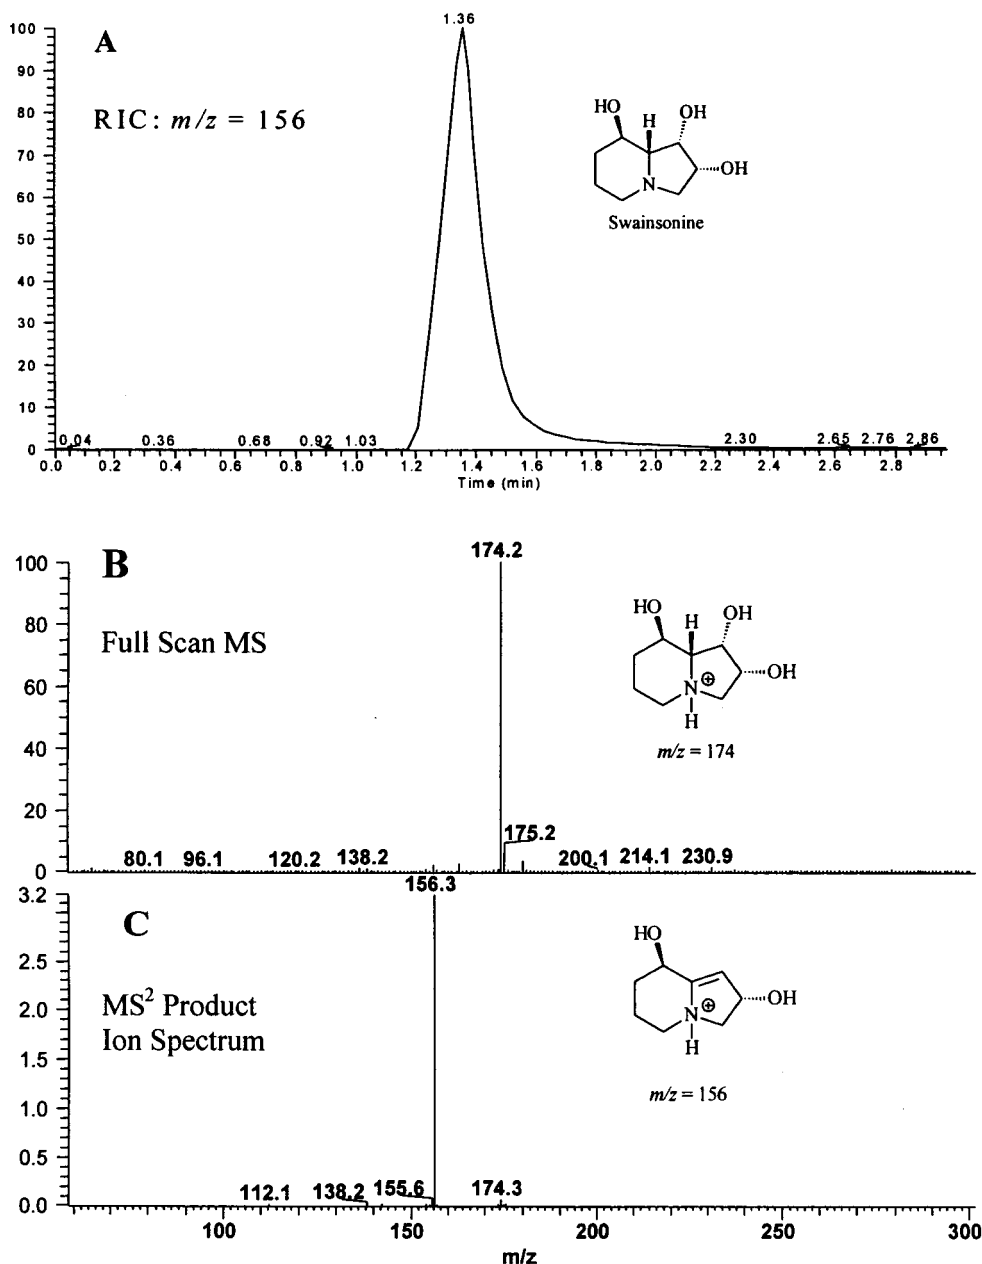 1.36
100
A
90
RIC: m/z = 156
80
70
60
50
40
30
20
10
0
HO H OH
OH
N
Swainsonine
0.04 0.36 0.68 0.92 1.03 2.30 2.65 2.76 2.86
0.0 0.2 0.4 0.6 0.8 1.0 1.2 1.4 1.6 1.8 2.0 2.2 2.4 2.6 2.8
Time (min)
B
174.2
100
80
60
40
20
0
Full Scan MS
HO H OH
OH
N ⊕
H
m/z = 174
175.2
80.1 96.1 120.2 138.2 200.1 214.1 230.9
156.3
3.2
2.5
2.0
1.5
1.0
0.5
0.0
C
MS² Product
Ion Spectrum
HO
OH
N ⊕
H
m/z = 156
112.1 138.2 155.6 174.3
100 150 200 250 300
m/z